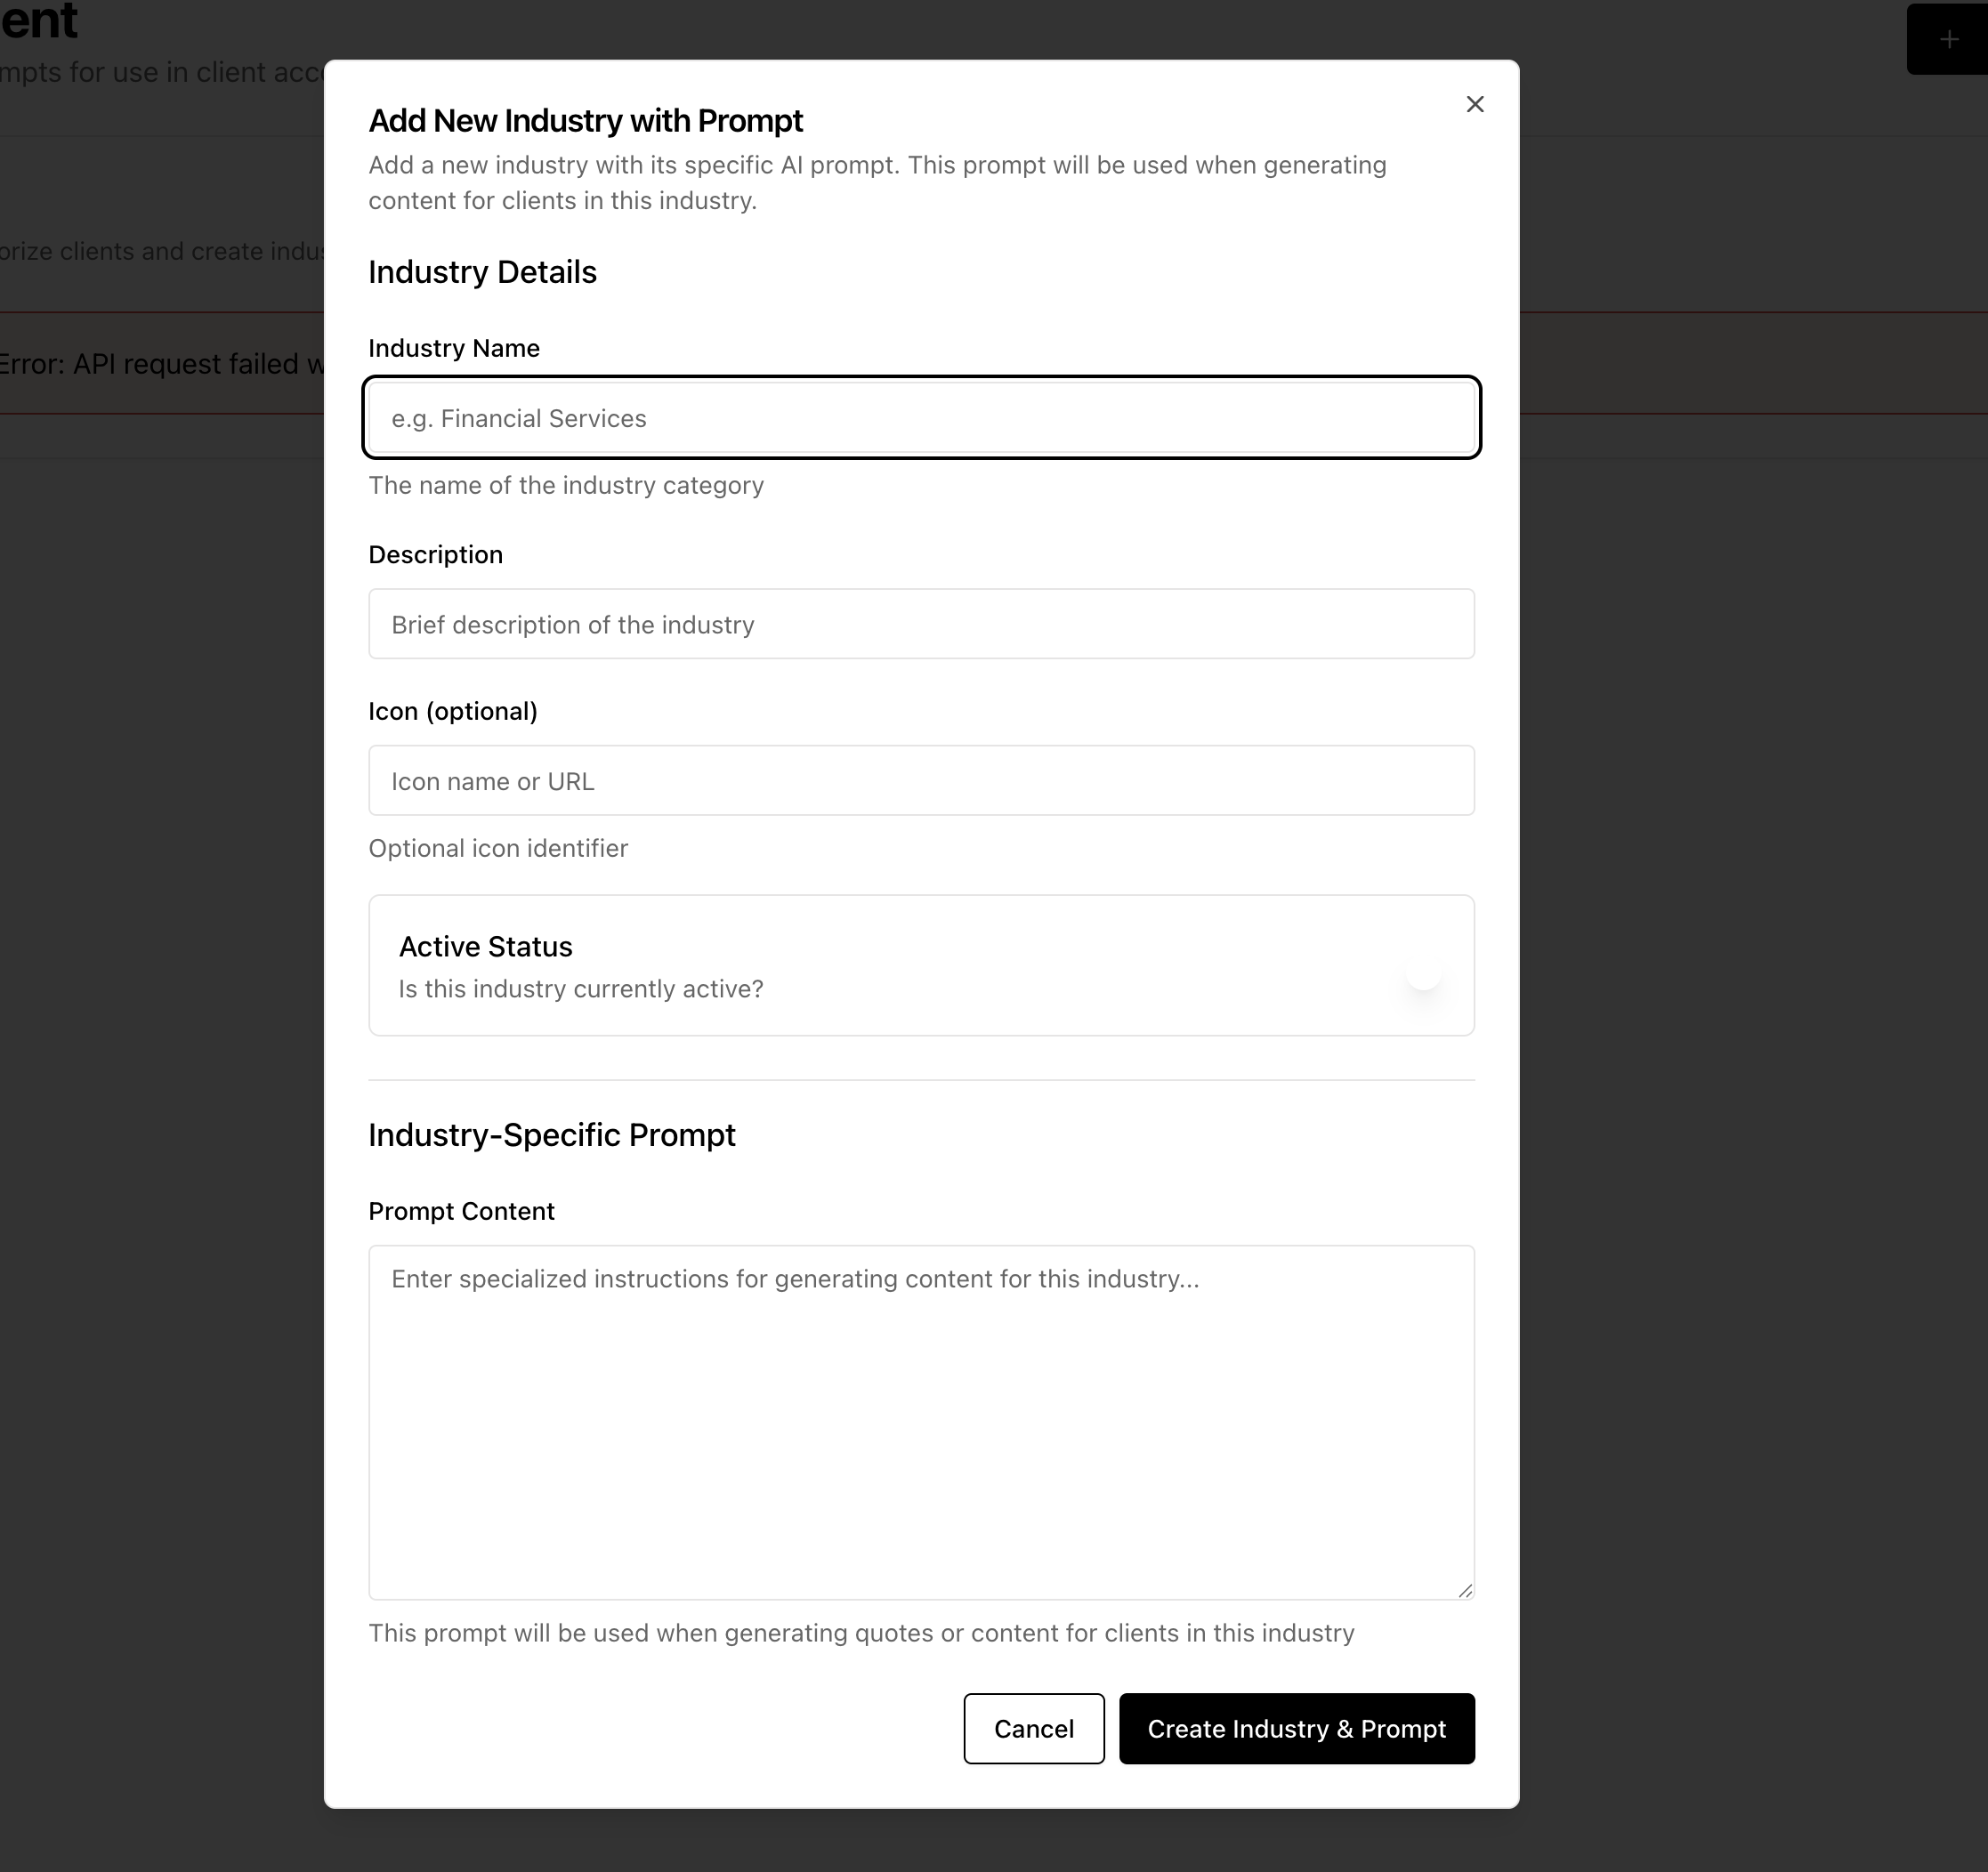 ent
mpts for use in client
Add New Industry with Prompt
Add a new industry with its specific AI prompt. This prompt will be used when generating
content for clients in this industry.
orize clients and create
Industry Details
Industry Name
Error: API request failed
e.g. Financial Services
The name of the industry category
Description
Brief description of the industry
Icon (optional)
Icon name or URL
Optional icon identifier
Active Status
Is this industry currently active?
Industry-Specific Prompt
Prompt Content
Enter specialized instructions for generating content for this industry...
This prompt will be used when generating quotes or content for clients in this industry
Cancel
Create Industry & Prompt